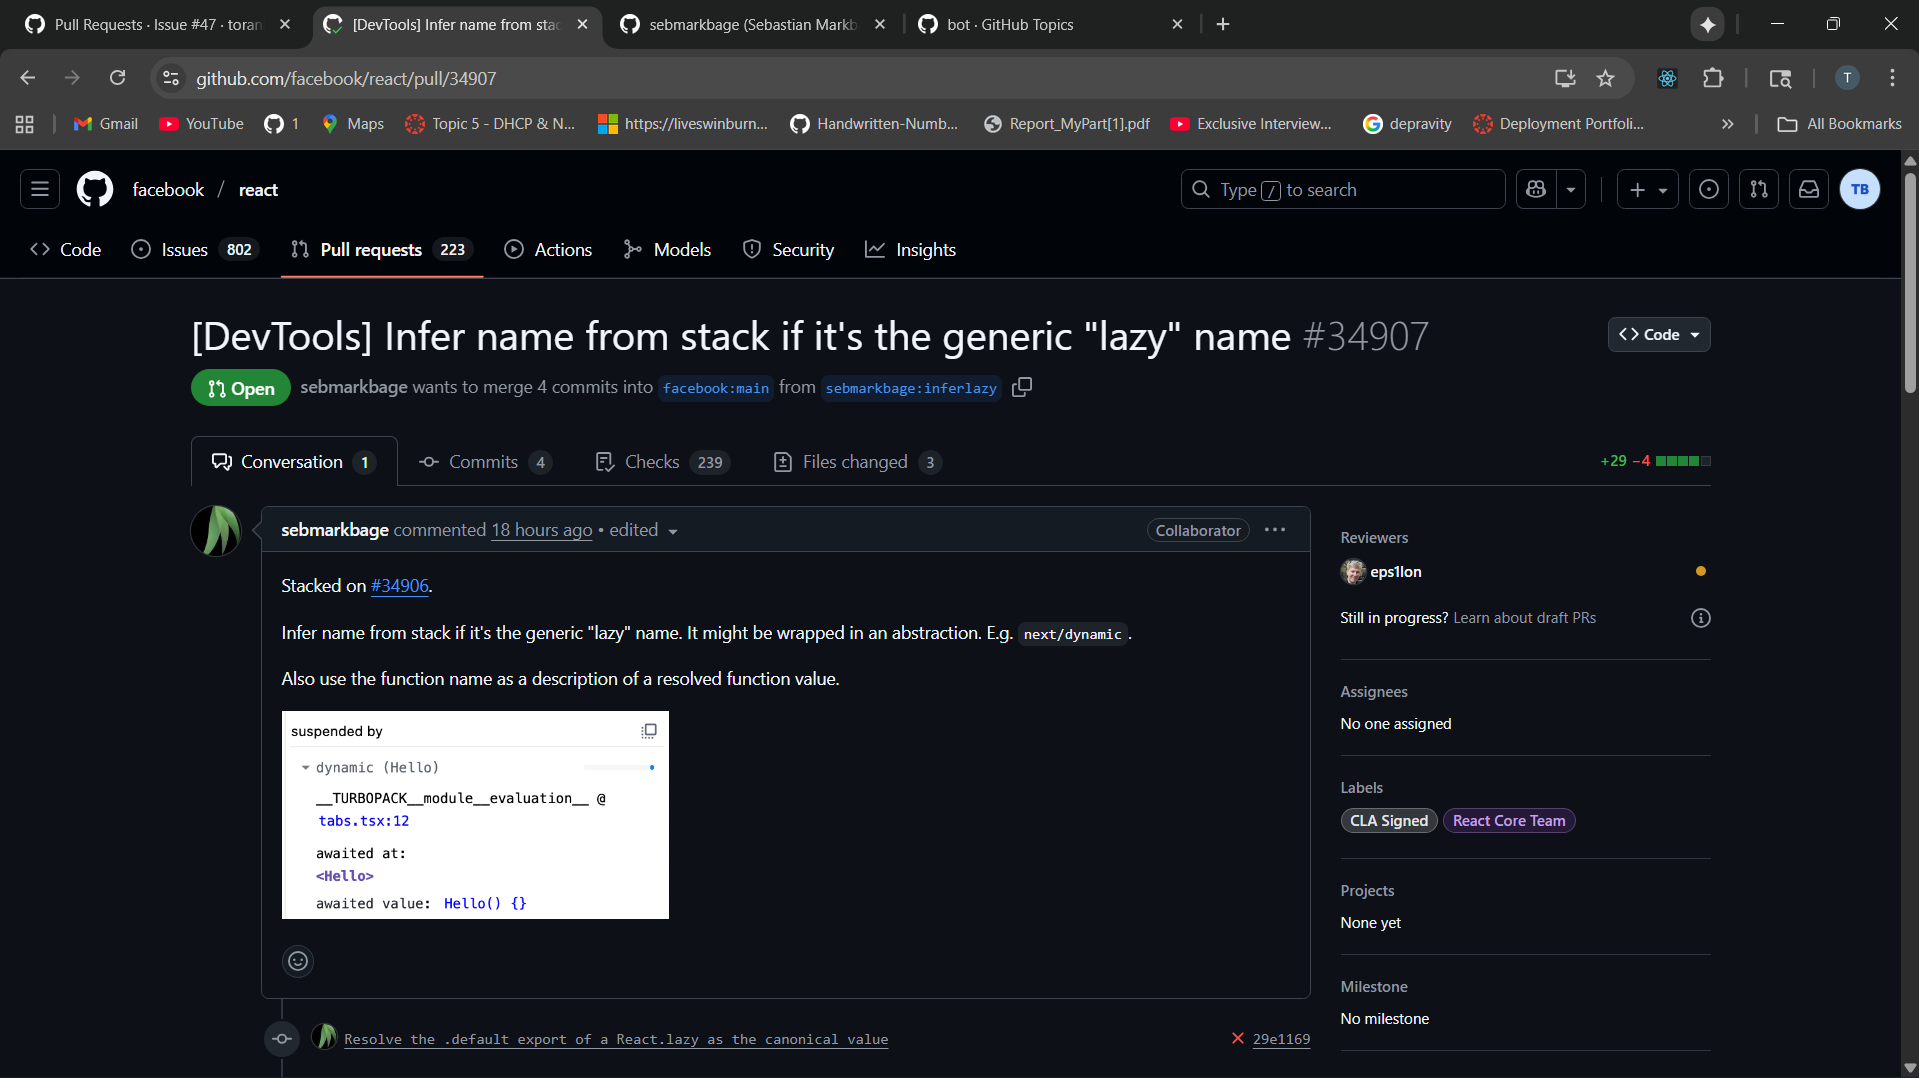 Pull Requests · Issue #47 · toran
[DevTools] Infer name from stac
sebmarkbage (Sebastian Markb
bot · GitHub Topics
github.com/facebook/react/pull/34907
T
Gmail
YouTube
1
Maps
Topic 5 - DHCP & N...
https://liveswinburn...
Handwritten-Numb...
Report_MyPart[1].pdf
Exclusive Interview...
depravity
Deployment Portfoli...
All Bookmarks
facebook / react
Type / to search
TB
Code
Issues 802
Pull requests 223
Actions
Models
Security
Insights
[DevTools] Infer name from stack if it's the generic "lazy" name #34907
Code
Open
sebmarkbage wants to merge 4 commits into facebook:main from sebmarkbage:inferlazy
Conversation 1
Commits 4
Checks 239
Files changed 3
+29 −4
sebmarkbage commented 18 hours ago • edited
Collaborator
Stacked on #34906.
Infer name from stack if it's the generic "lazy" name. It might be wrapped in an abstraction. E.g. next/dynamic.
Also use the function name as a description of a resolved function value.
suspended by
dynamic (Hello)
__TURBOPACK__module__evaluation__ @
tabs.tsx:12
awaited at:
<Hello>
awaited value: Hello() {}
Resolve the .default export of a React.lazy as the canonical value
29e1169
Reviewers
eps1lon
Still in progress? Learn about draft PRs
Assignees
No one assigned
Labels
CLA Signed
React Core Team
Projects
None yet
Milestone
No milestone